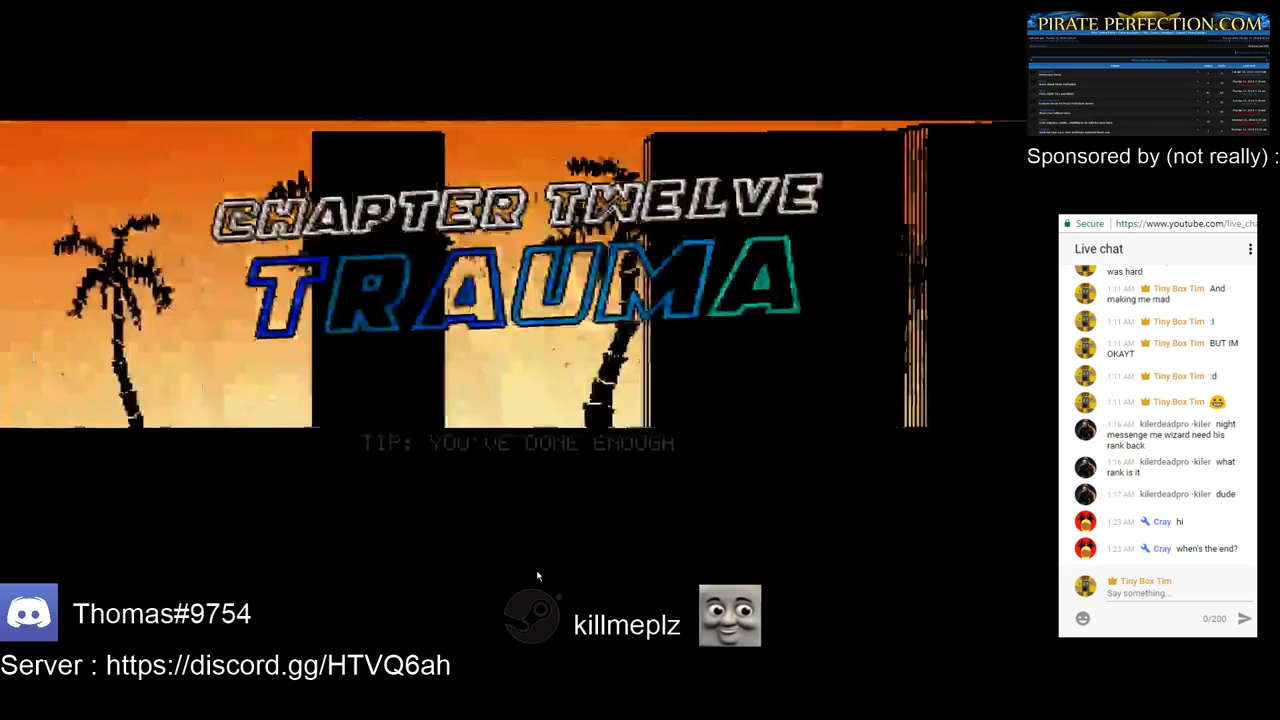 PIRATE PERFECTION.COM
Sponsored by (not really) :
CHAPTER TWELVE
TRAUMA
TIP: YOU'VE DONE ENOUGH
Secure
https://www.youtube.com/live_cha
Live chat
was hard
1:11 AM Tiny Box Tim And
making me mad
1:11 AM Tiny Box Tim :I
1:11 AM Tiny Box Tim BUT IM
OKAYT
1:11 AM Tiny Box Tim :d
1:11 AM Tiny Box Tim
1:16 AM kilerdeadpro -kiler night
messenge me wizard need his
rank back
1:16 AM kilerdeadpro -kiler what
rank is it
1:17 AM kilerdeadpro -kiler dude
1:23 AM Cray hi
1:23 AM Cray when's the end?
Tiny Box Tim
Say something...
0/200
Thomas#9754
killmeplz
Server : https://discord.gg/HTVQ6ah